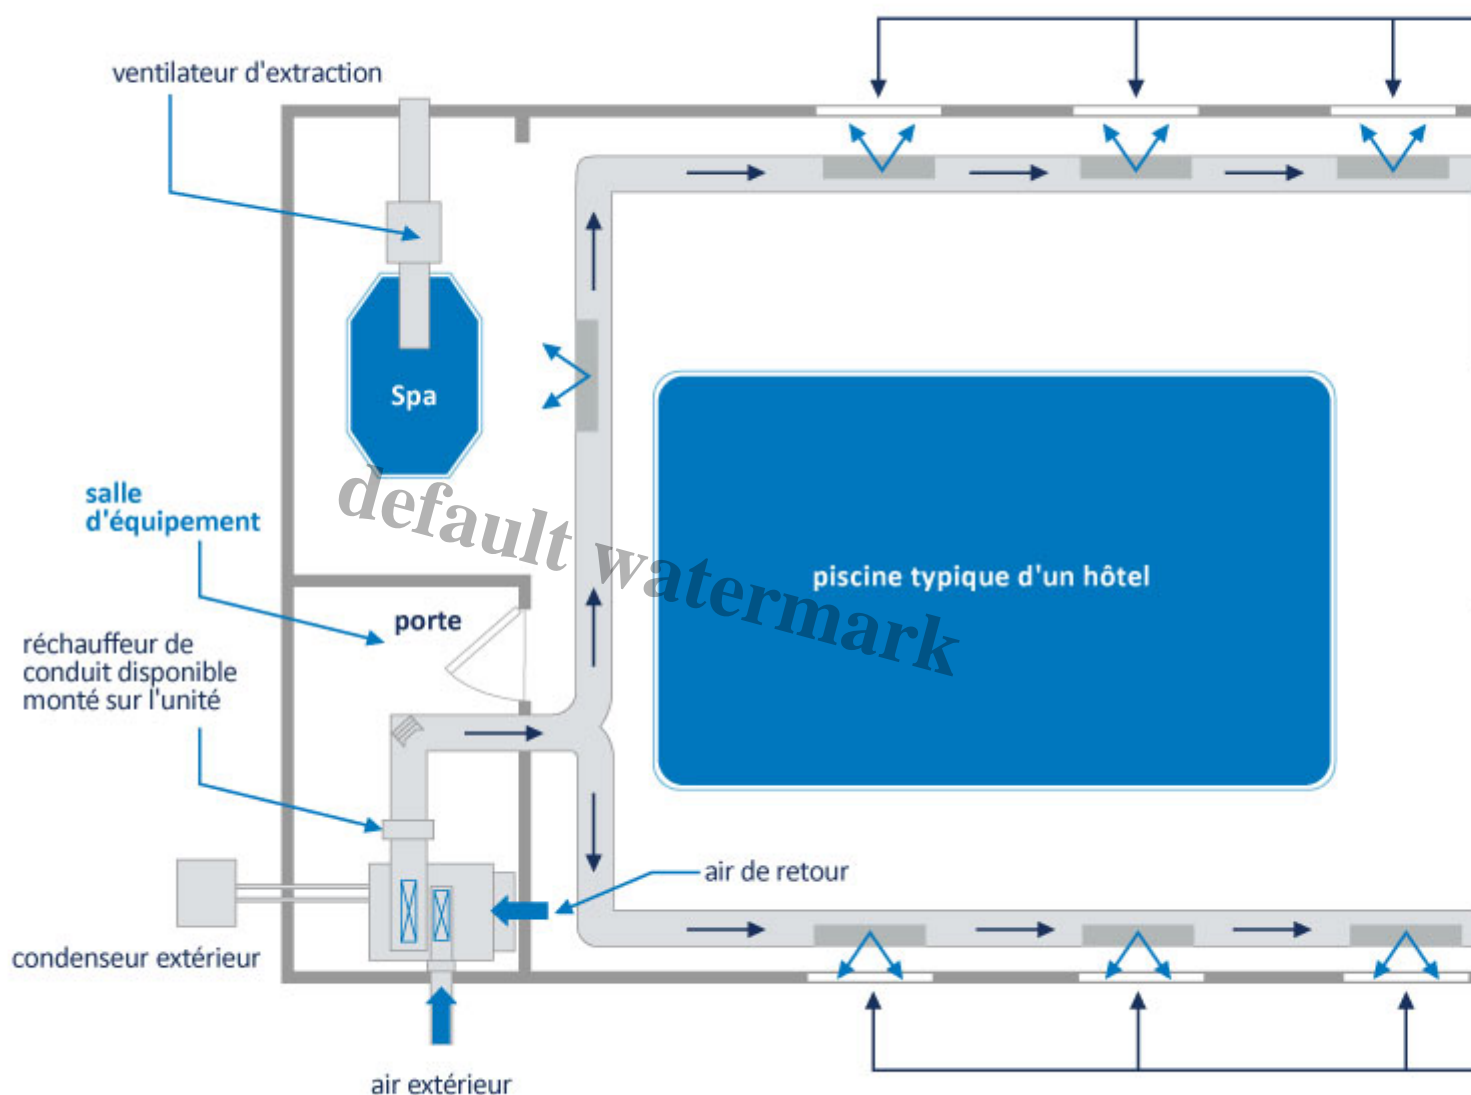 ventilateur d'extraction
Spa
salle
d'équipement
default watermark
piscine typique d'un hôtel
porte
réchauffeur de
conduit disponible
monté sur l'unité
air de retour
condenseur extérieur
air extérieur